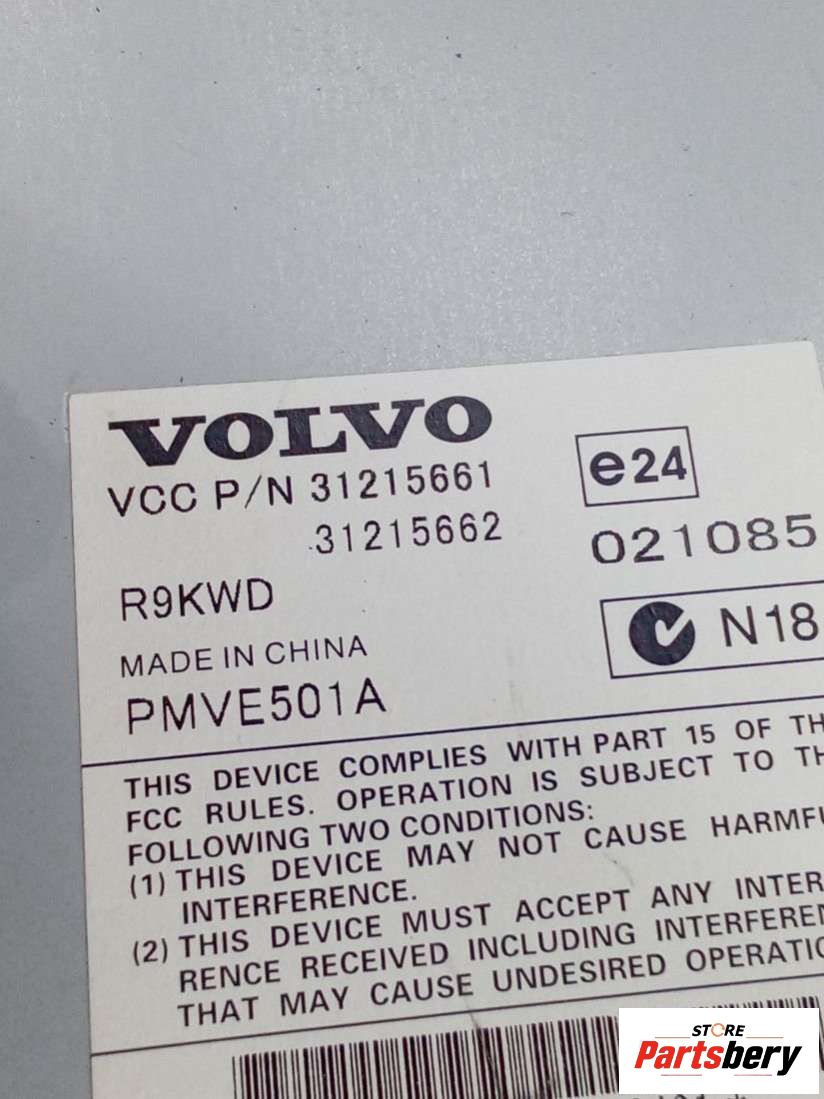 VOLVO
VCC P/N 31215661
31215662
e24
021085
R9KWD
N18
MADE IN CHINA
PMVE501A
THIS DEVICE COMPLIES WITH PART 15 OF TH
FCC RULES. OPERATION IS SUBJECT TO TH
FOLLOWING TWO CONDITIONS:
(1) THIS DEVICE MAY NOT CAUSE HARMFU
INTERFERENCE.
(2) THIS DEVICE MUST ACCEPT ANY INTER
RENCE RECEIVED INCLUDING INTERFEREN
THAT MAY CAUSE UNDESIRED OPERATIO
STORE
Partsbery